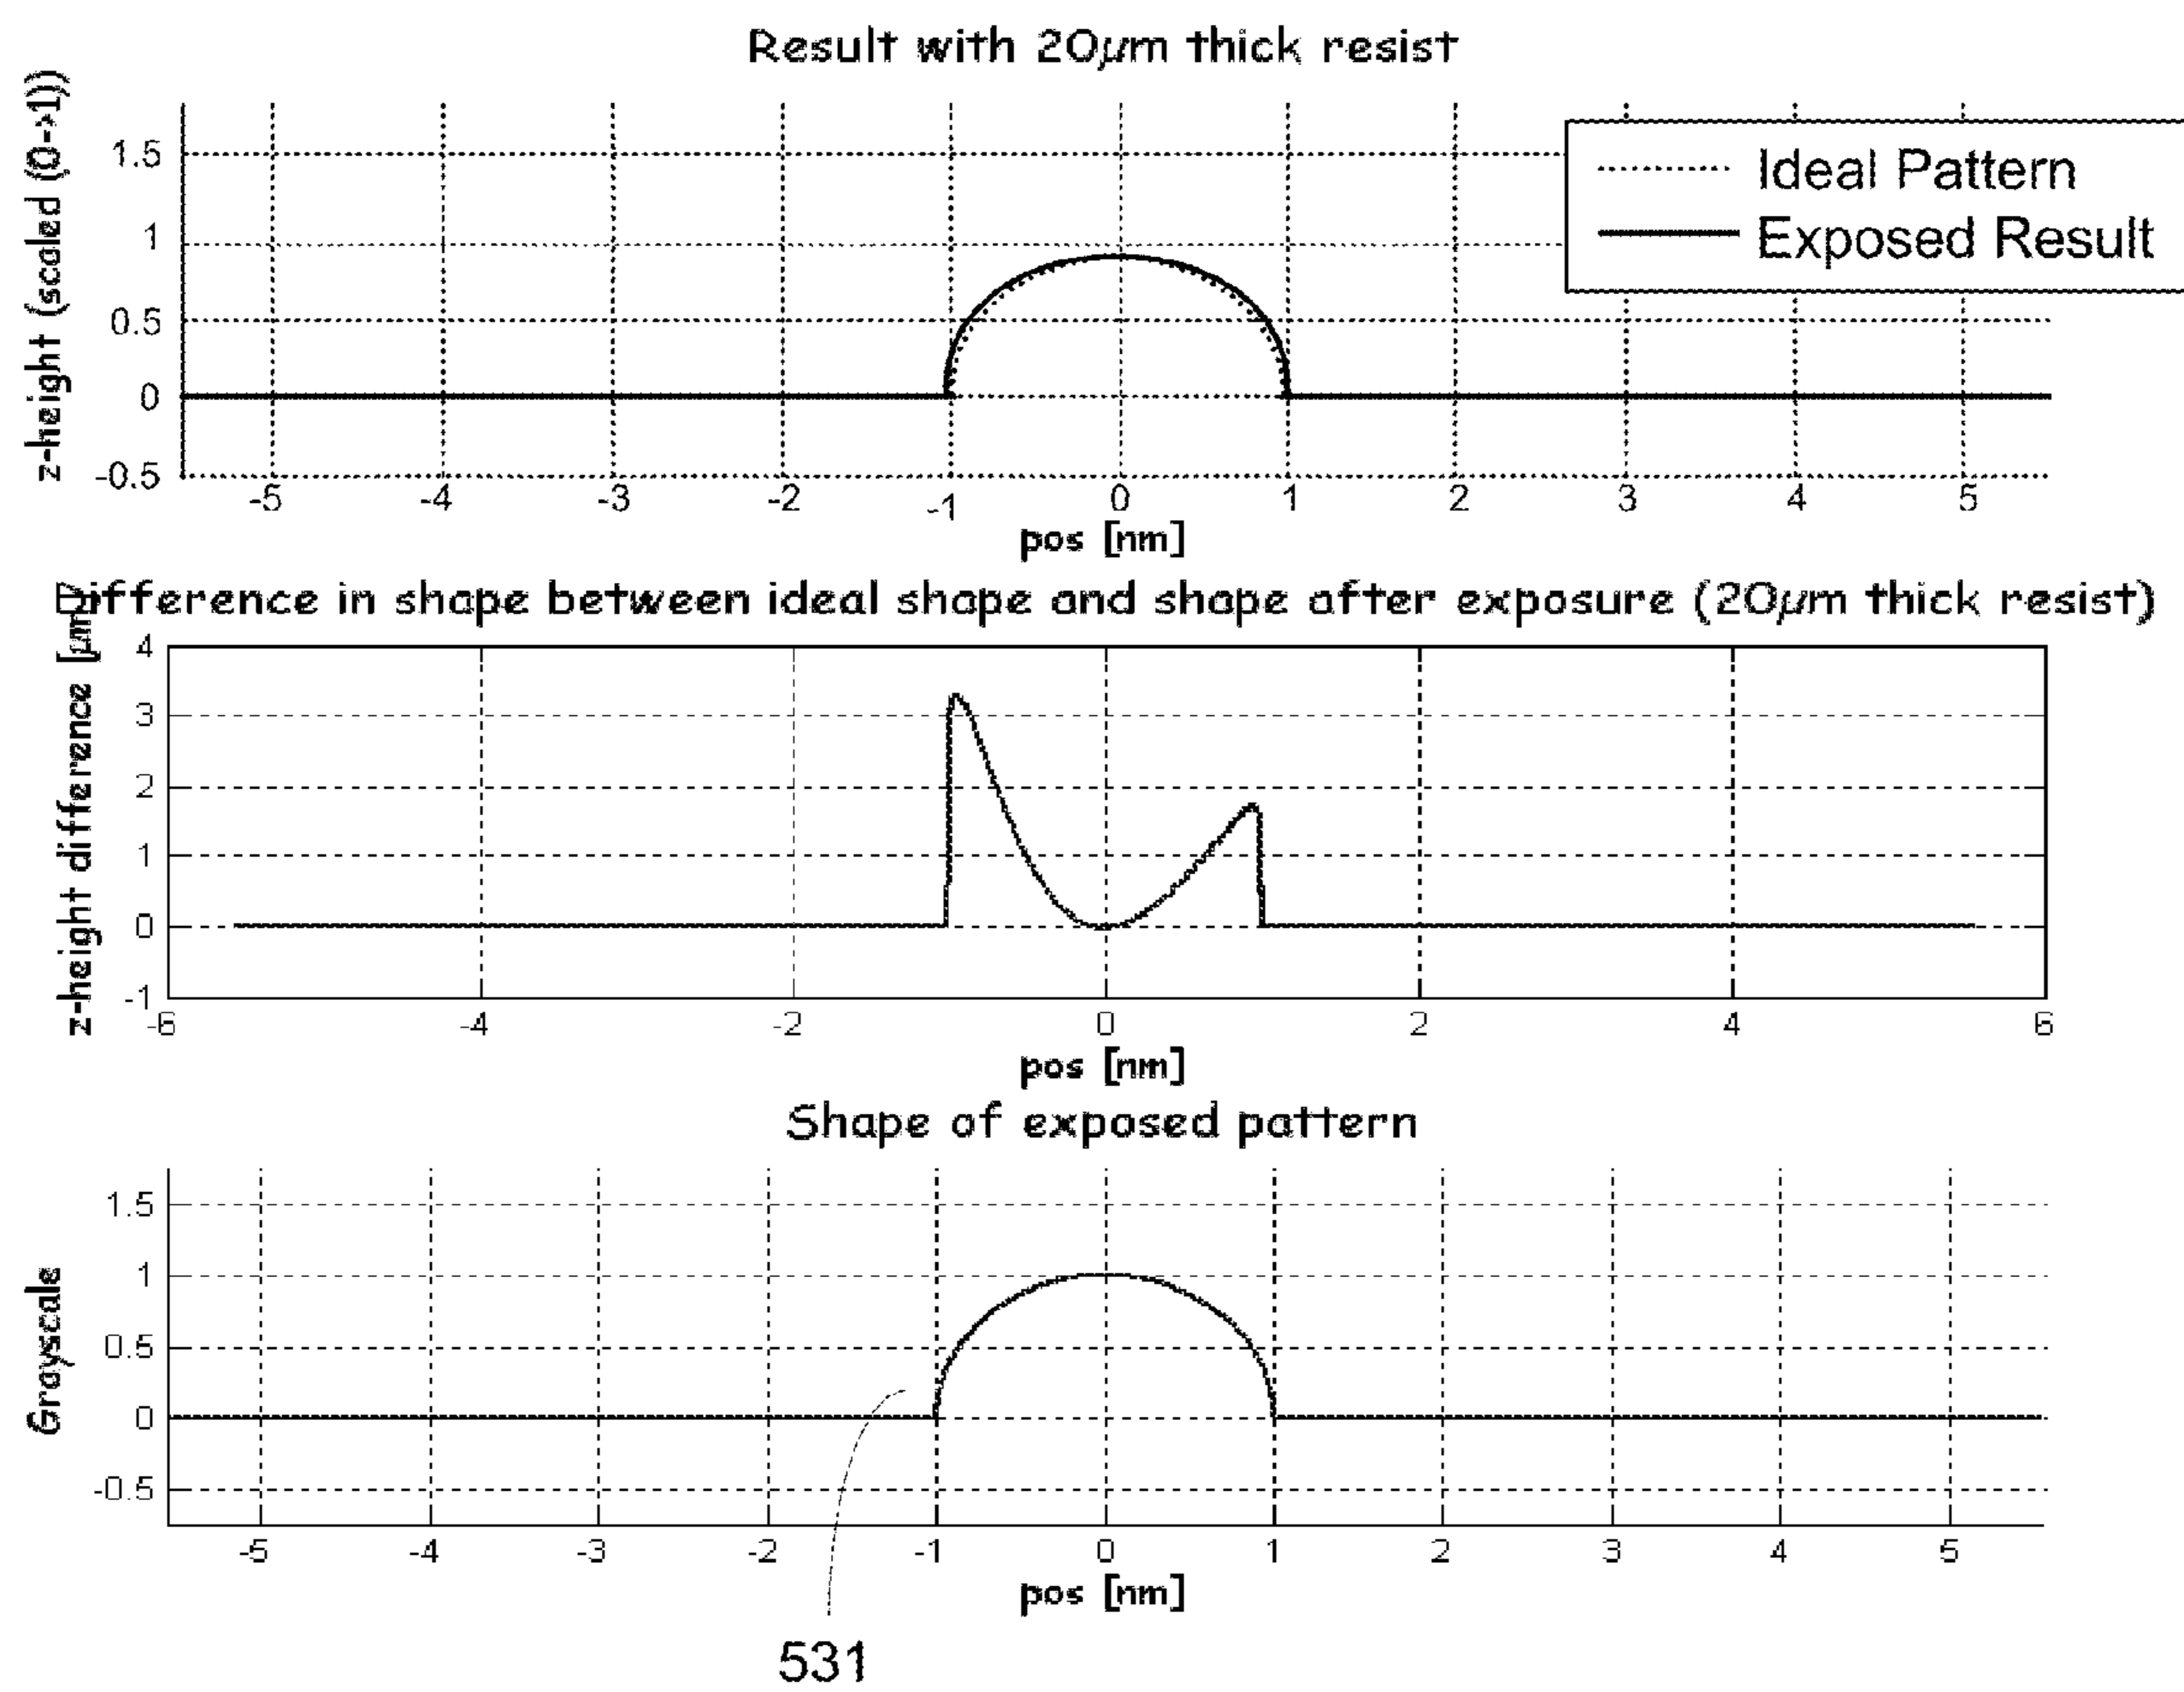 Result with 20μm thick resist
z-height (scaled (0->1))
1.5
1
0.5
0
-0.5
Ideal Pattern
Exposed Result
-5 -4 -3 -2 -1 0 1 2 3 4 5
pos [nm]
Difference in shape between ideal shape and shape after exposure (20μm thick resist)
z-height difference [μm]
4
3
2
1
0
-1
-6 -4 -2 0 2 4 6
pos [nm]
Shape of exposed pattern
Grayscale
1.5
1
0.5
0
-0.5
-5 -4 -3 -2 -1 0 1 2 3 4 5
pos [nm]
531